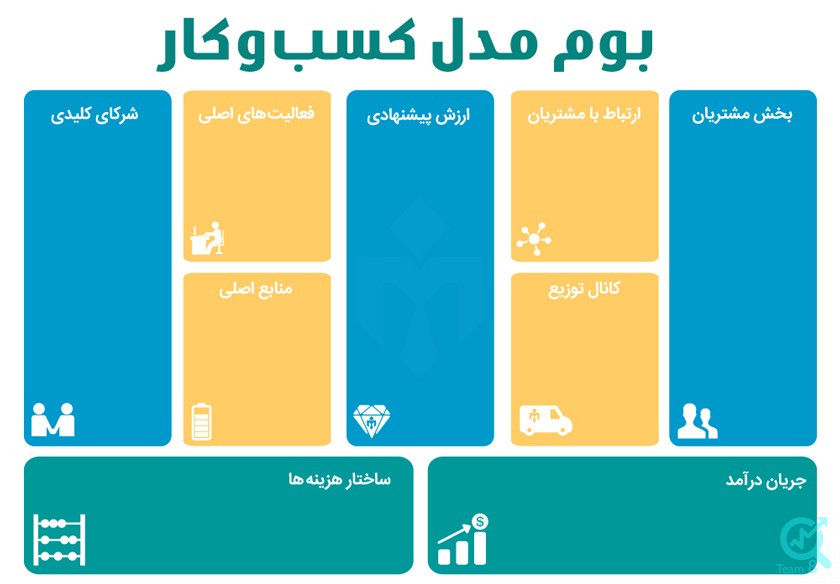 بوم مدل کسب‌وکار
بخش مشتریان
ارتباط با مشتریان
ارزش پیشنهادی
فعالیت‌های اصلی
شرکای کلیدی
کانال توزیع
منابع اصلی
جریان درآمد
ساختار هزینه‌ها
$
Team 8